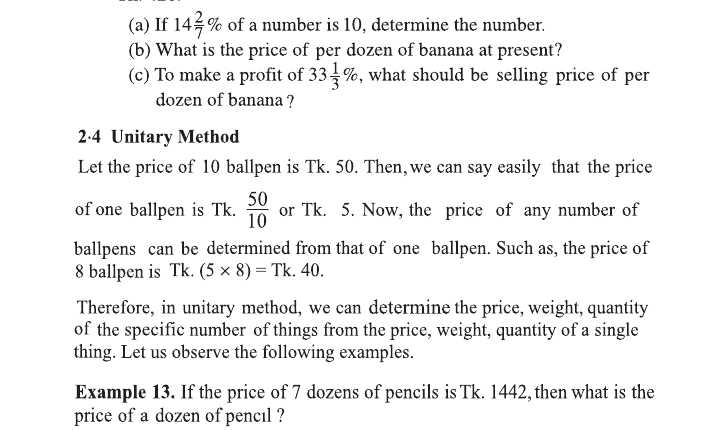 (a) If 14 2/7 % of a number is 10, determine the number.
(b) What is the price of per dozen of banana at present?
(c) To make a profit of 33 1/3 %, what should be selling price of per
dozen of banana ?
2·4 Unitary Method
Let the price of 10 ballpen is Tk. 50. Then, we can say easily that the price
of one ballpen is Tk. 50/10 or Tk. 5. Now, the price of any number of
ballpens can be determined from that of one ballpen. Such as, the price of
8 ballpen is Tk. (5 × 8) = Tk. 40.
Therefore, in unitary method, we can determine the price, weight, quantity
of the specific number of things from the price, weight, quantity of a single
thing. Let us observe the following examples.
Example 13. If the price of 7 dozens of pencils is Tk. 1442, then what is the
price of a dozen of pencil ?